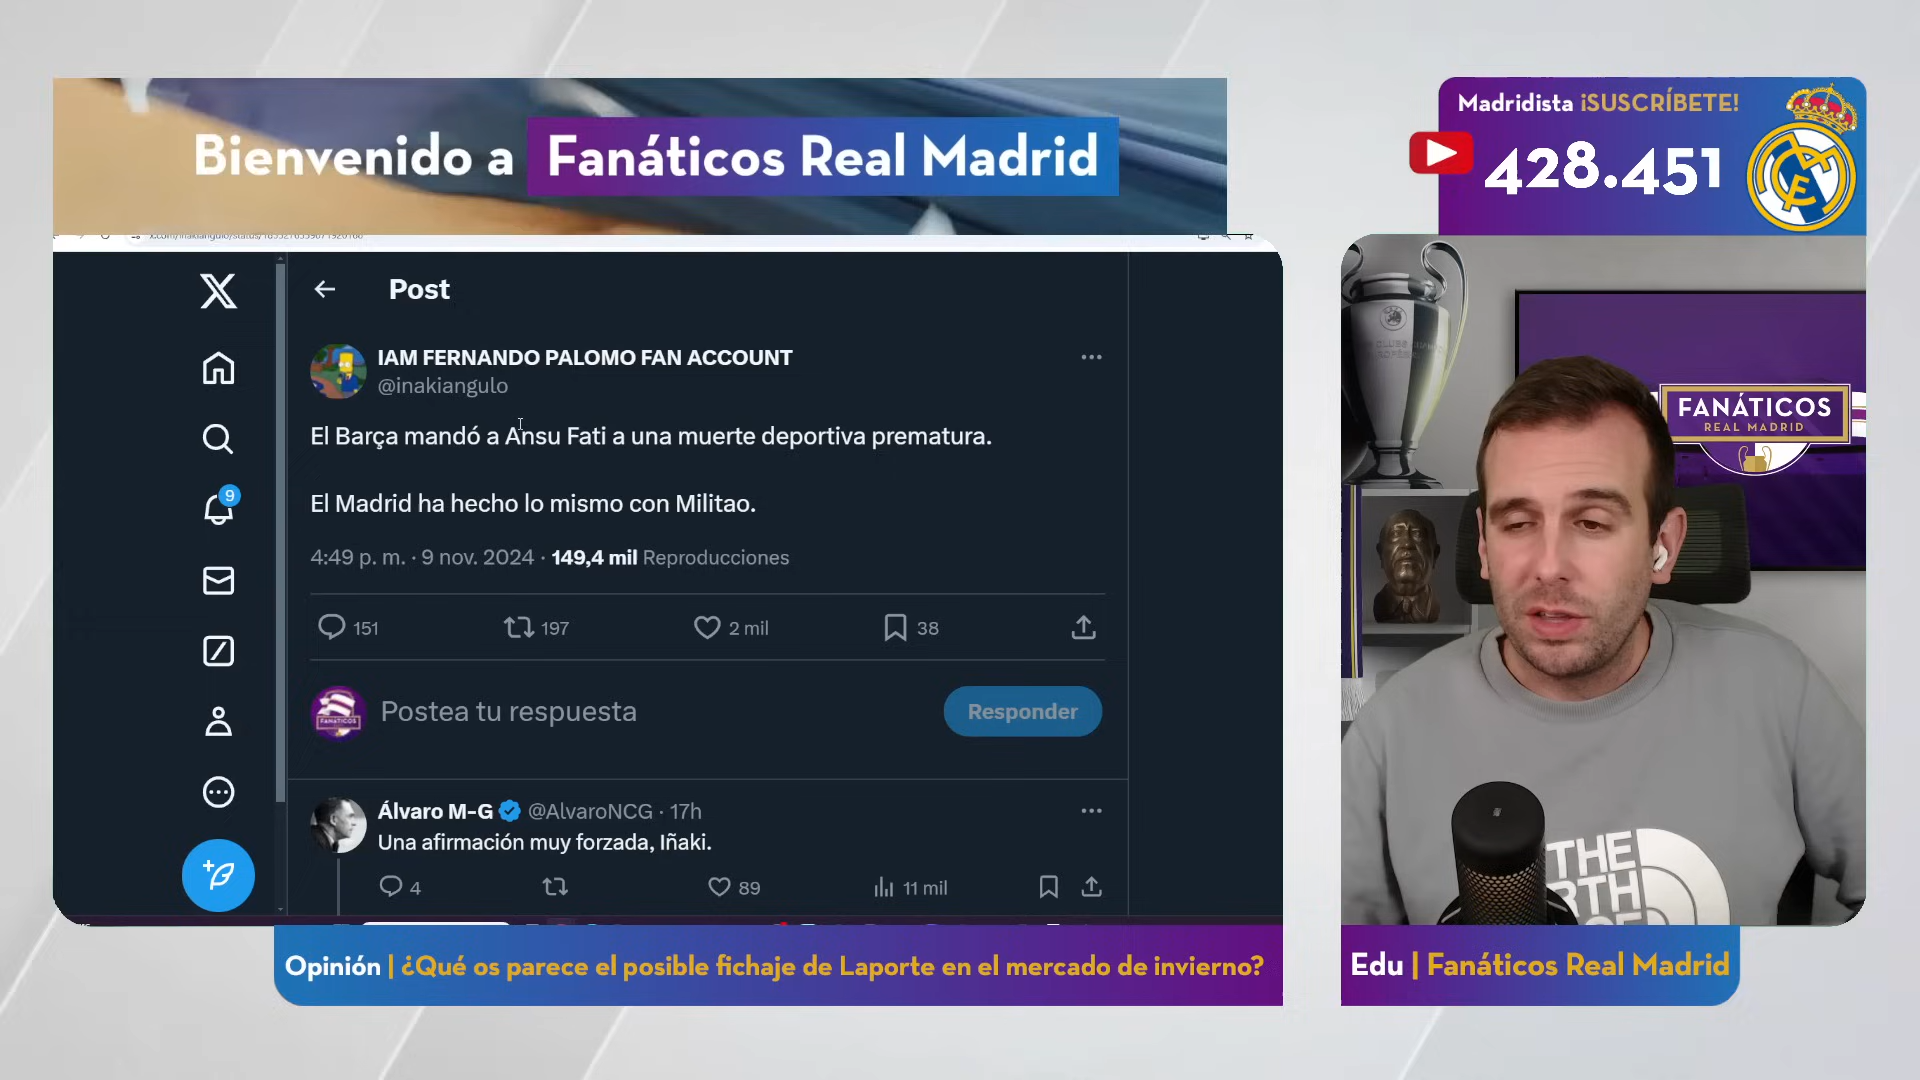 Bienvenido a Fanáticos Real Madrid
Madridista ¡SUSCRÍBETE!
428.451
Post
IAM FERNANDO PALOMO FAN ACCOUNT
@inakiangulo
El Barça mandó a Ansu Fati a una muerte deportiva prematura.
El Madrid ha hecho lo mismo con Militao.
4:49 p. m. · 9 nov. 2024 · 149,4 mil Reproducciones
151 197 2 mil 38
9
FANÁTICOS
Postea tu respuesta
Responder
Álvaro M-G @AlvaroNCG · 17h
Una afirmación muy forzada, Iñaki.
4 89 11 mil
FANÁTICOS
REAL MADRID
THE
Opinión | ¿Qué os parece el posible fichaje de Laporte en el mercado de invierno?
Edu | Fanáticos Real Madrid